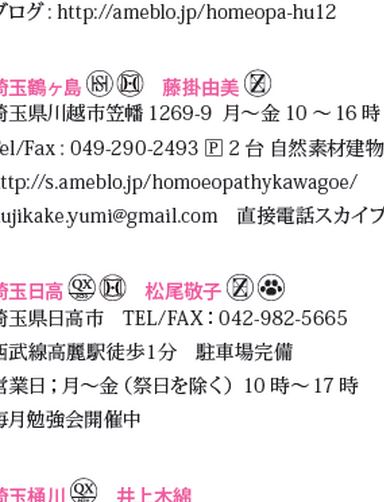 ブログ : http://ameblo.jp/homeopa-hu12
埼玉鶴ヶ島 HSI H 藤掛由美 Z
埼玉県川越市笠幡 1269-9 月～金 10 ～ 16 時
Tel/Fax : 049-290-2493 P 2 台 自然素材建物
http://s.ameblo.jp/homoeopathykawagoe/
fujikake.yumi@gmail.com 直接電話スカイプ
埼玉日高 QX H 松尾敬子 Z
埼玉県日高市 TEL/FAX：042-982-5665
西武線高麗駅徒歩1分 駐車場完備
営業日；月～金（祭日を除く） 10 時～ 17 時
毎月勉強会開催中
埼玉桶川 QX 井上木綿